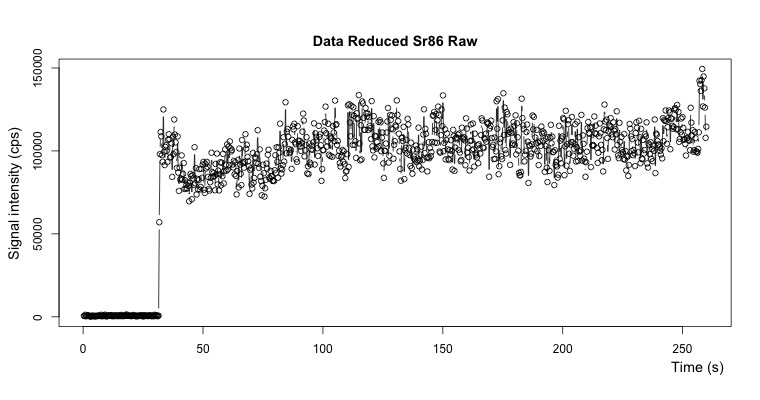 Data Reduced Sr86 Raw
Signal intensity (cps)
150000
100000
50000
0
0 50 100 150 200 250
Time (s)